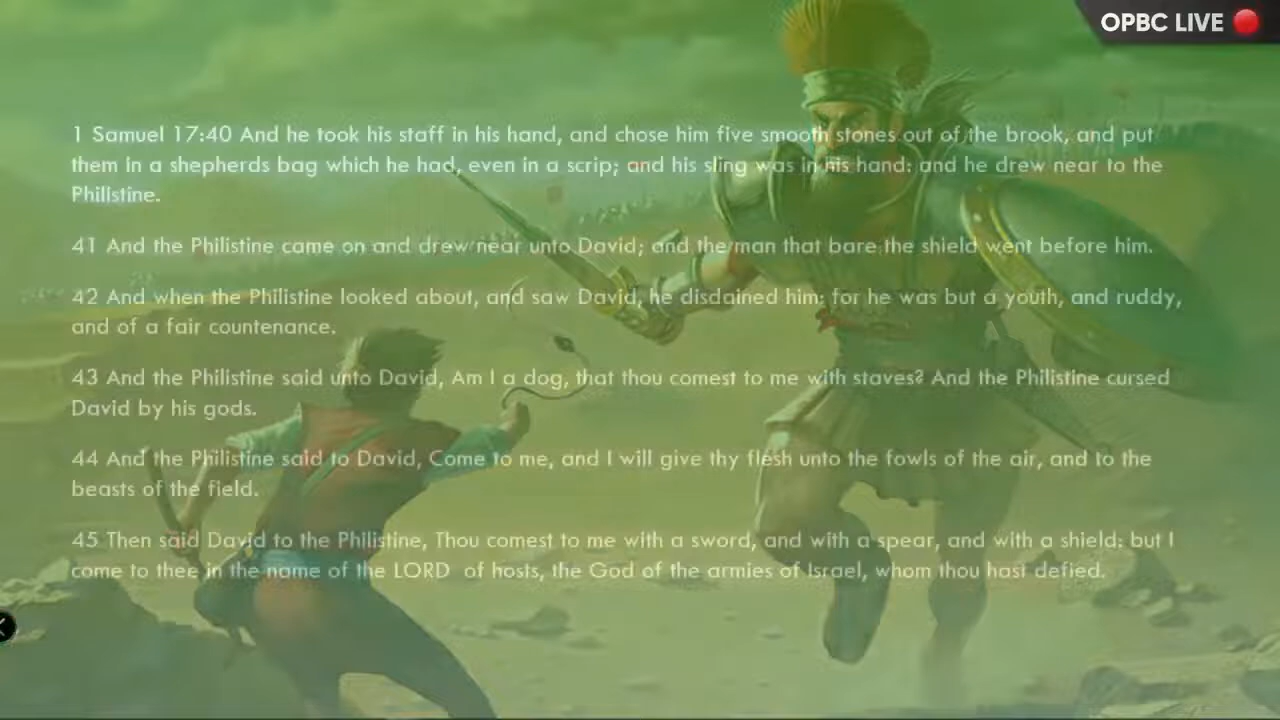 OPBC LIVE
1 Samuel 17:40 And he took his staff in his hand, and chose him five smooth stones out of the brook, and put
them in a shepherds bag which he had, even in a scrip; and his sling was in his hand: and he drew near to the
Philistine.
41 And the Philistine came on and drew near unto David; and the man that bare the shield went before him.
42 And when the Philistine looked about, and saw David, he disdained him: for he was but a youth, and ruddy,
and of a fair countenance.
43 And the Philistine said unto David, Am I a dog, that thou comest to me with staves? And the Philistine cursed
David by his gods.
44 And the Philistine said to David, Come to me, and I will give thy flesh unto the fowls of the air, and to the
beasts of the field.
45 Then said David to the Philistine, Thou comest to me with a sword, and with a spear, and with a shield: but I
come to thee in the name of the LORD of hosts, the God of the armies of Israel, whom thou hast defied.